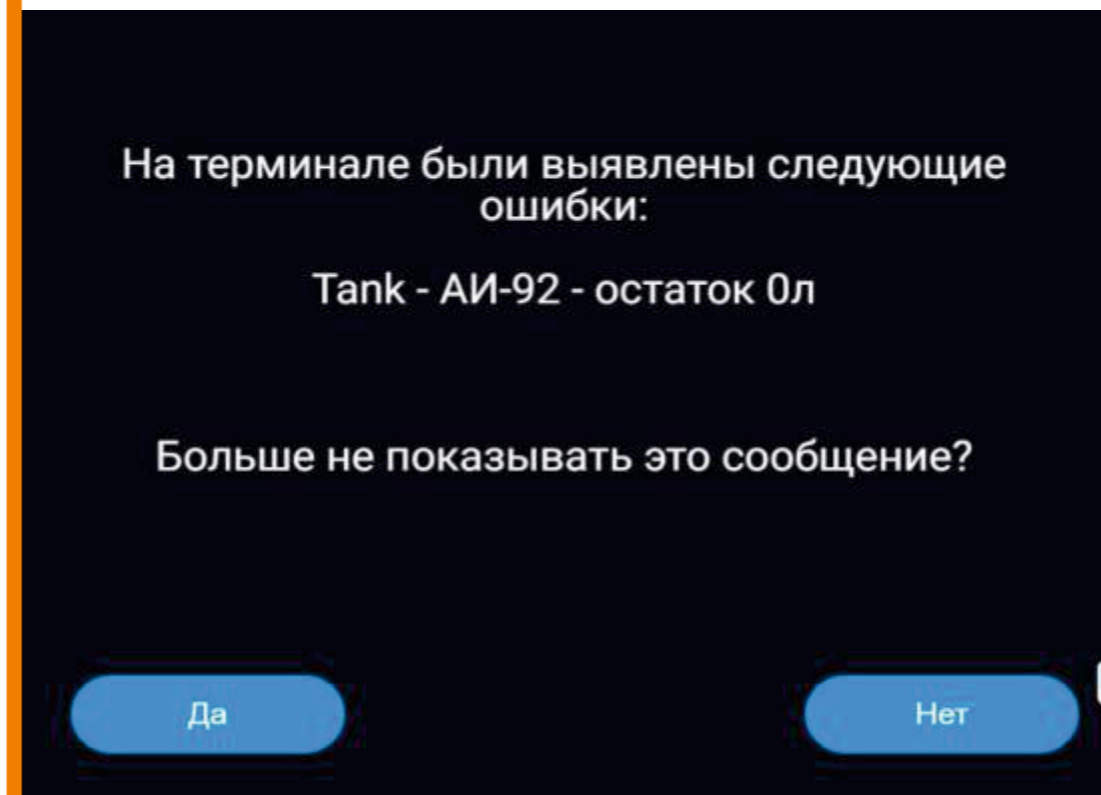 На терминале были выявлены следующие
ошибки:
Tank - АИ-92 - остаток 0л
Больше не показывать это сообщение?
Да
Нет